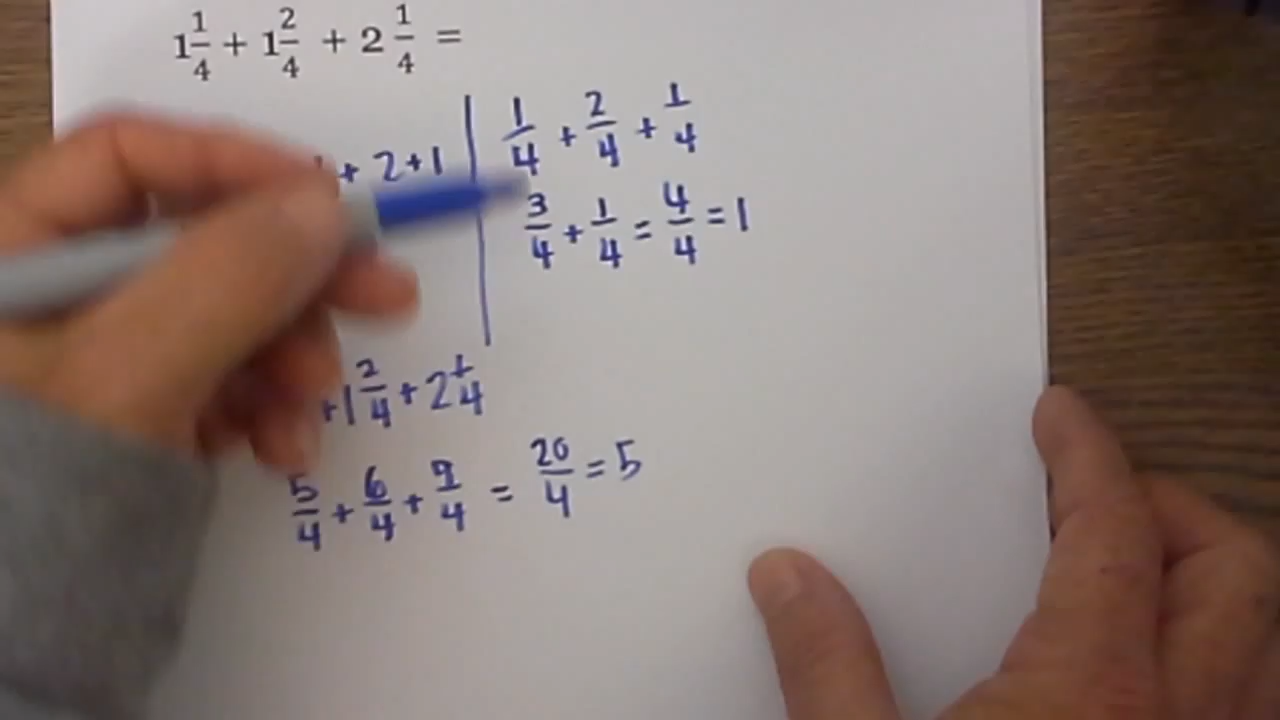 1 1/4 + 1 2/4 + 2 1/4 =
+ 2 + 1
1/4 + 2/4 + 1/4
3/4 + 1/4 = 4/4 = 1
+ 1 2/4 + 2 1/4
5/4 + 6/4 + 9/4 = 20/4 = 5